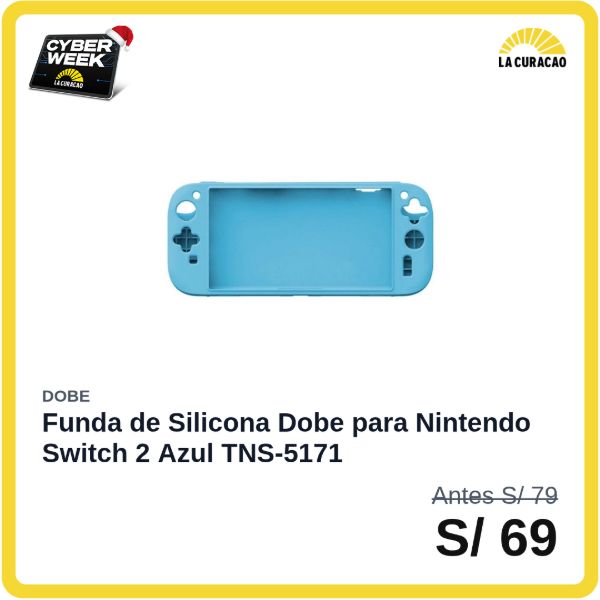 CYBER
WEEK
LA CURACAO
LA CURACAO
DOBE
Funda de Silicona Dobe para Nintendo
Switch 2 Azul TNS-5171
Antes S/ 79
S/ 69